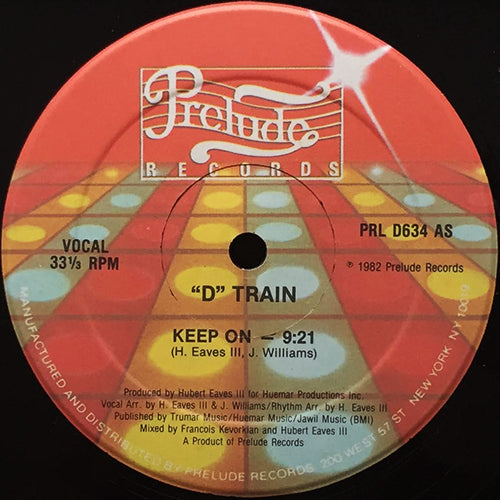 Prelude
RECORDS
VOCAL
33⅓ RPM
PRL D634 AS
℗ 1982 Prelude Records
"D" TRAIN
KEEP ON – 9:21
(H. Eaves III, J. Williams)
Produced by Hubert Eaves III for Huemar Productions Inc.
Vocal Arr. by H. Eaves III & J. Williams/Rhythm Arr. by H. Eaves III
Published by Trumar Music/Huemar Music/Jawil Music (BMI)
Mixed by Francois Kevorkian and Hubert Eaves III
A Product of Prelude Records
MANUFACTURED AND DISTRIBUTED BY PRELUDE RECORDS, 200 WEST 57 ST NEW YORK, NY 10019